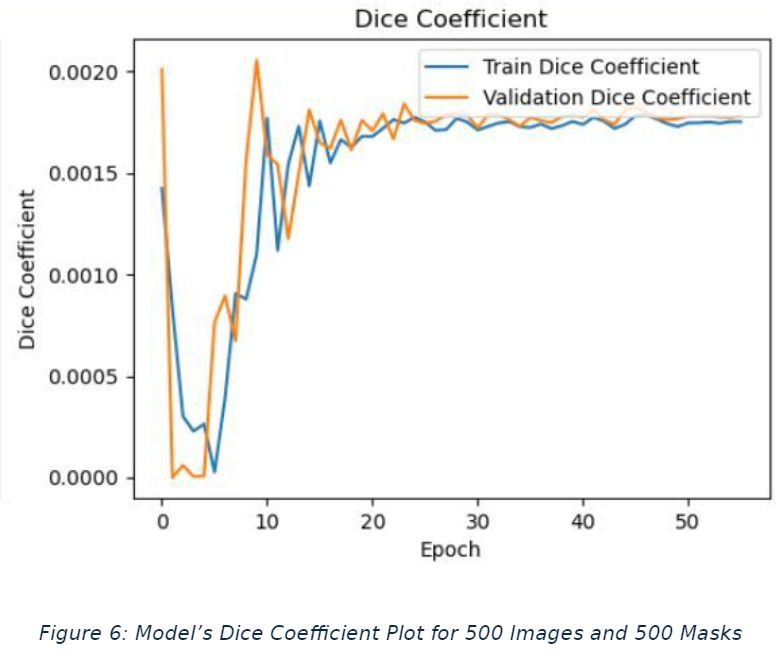 Dice Coefficient
Train Dice Coefficient
Validation Dice Coefficient
0.0020
0.0015
0.0010
0.0005
0.0000
Dice Coefficient
0 10 20 30 40 50
Epoch
Figure 6: Model’s Dice Coefficient Plot for 500 Images and 500 Masks